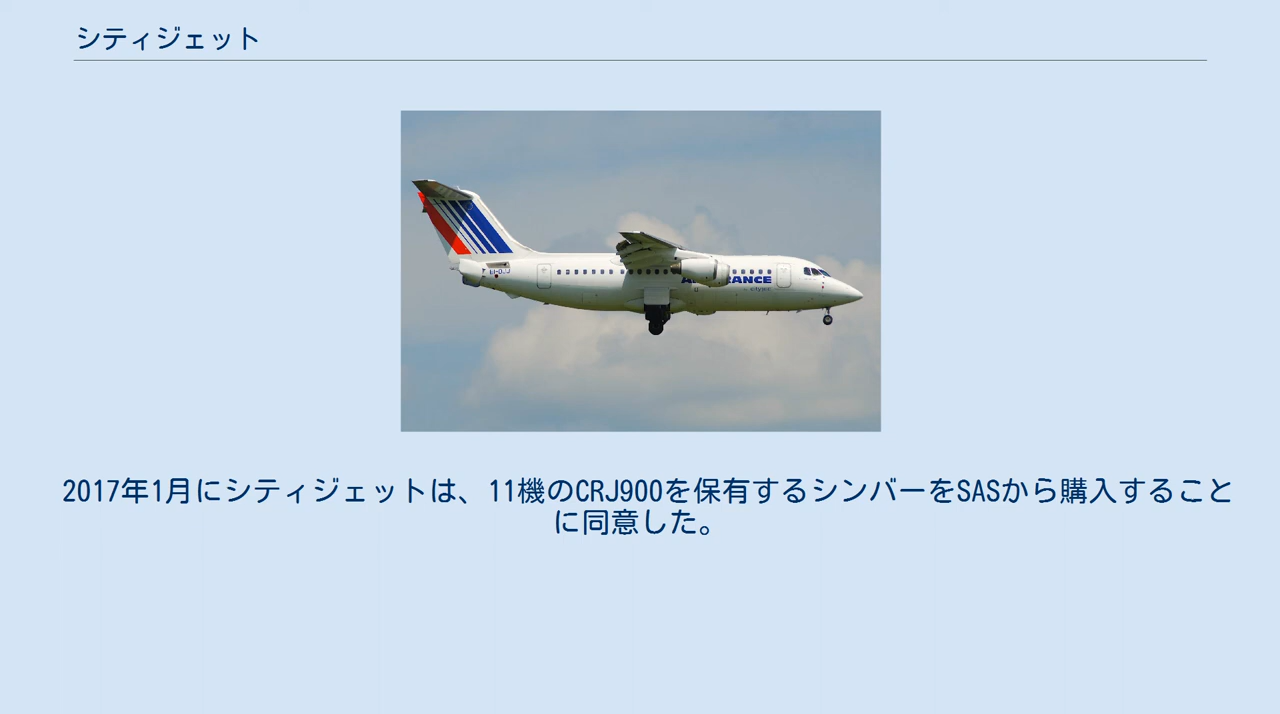 シティジェット
2017年1月にシティジェットは、11機のCRJ900を保有するシンバーをSASから購入すること
に同意した。